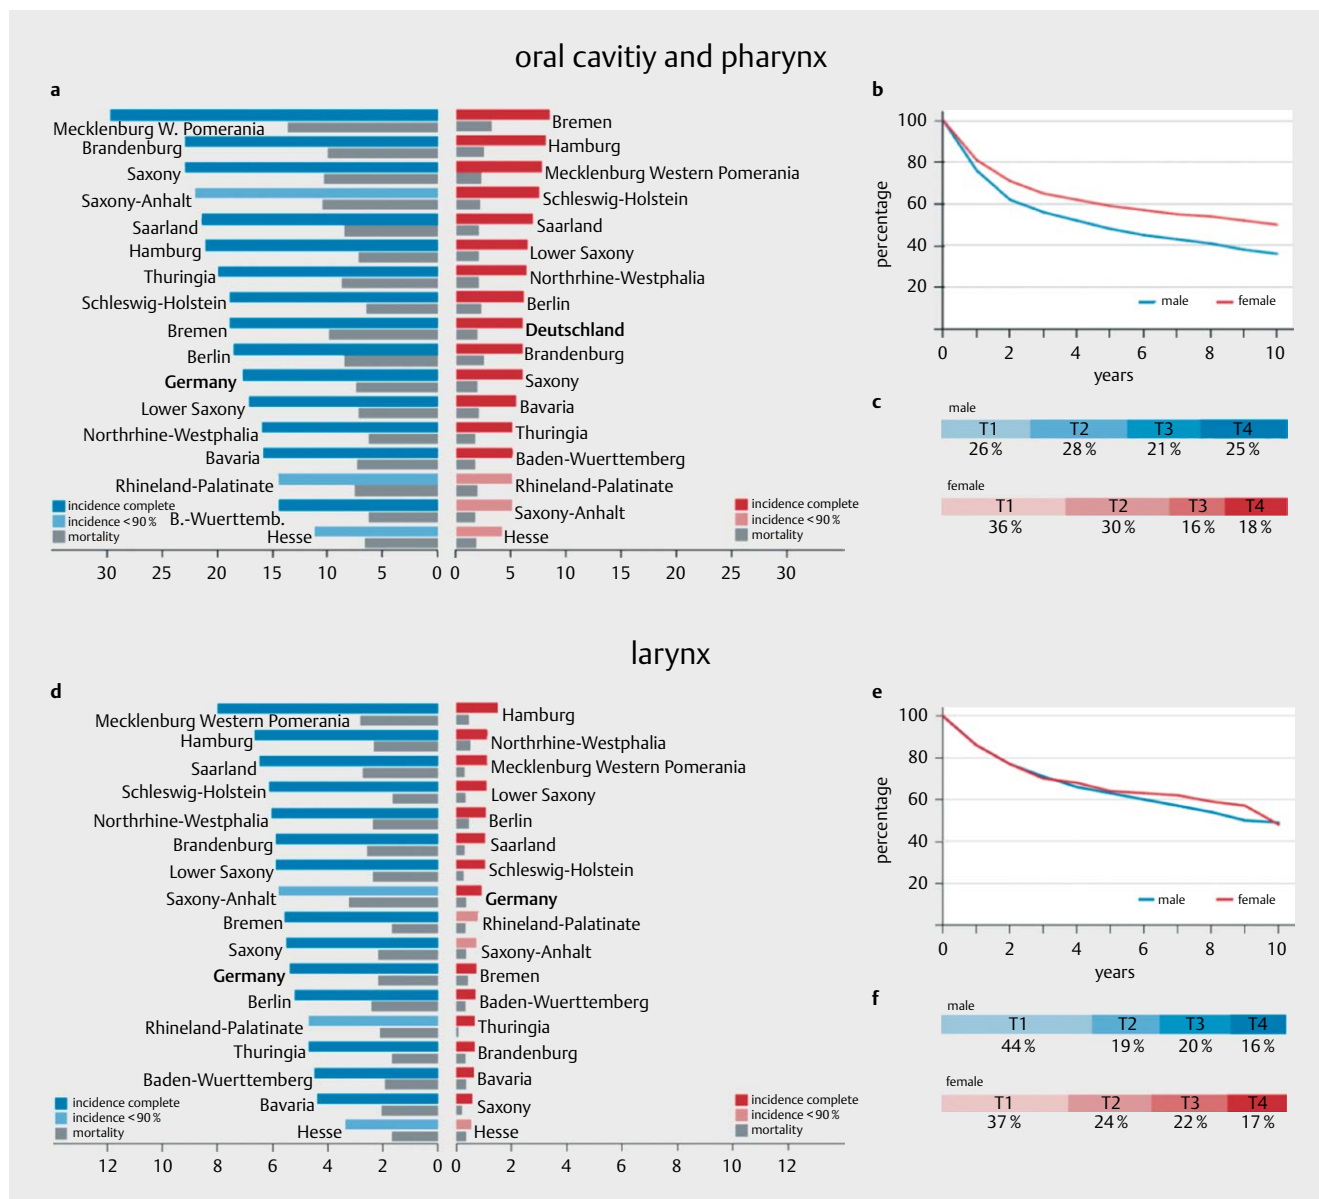 oral cavitiy and pharynx
a
Mecklenburg W. Pomerania
Brandenburg
Saxony
Saxony-Anhalt
Saarland
Hamburg
Thuringia
Schleswig-Holstein
Bremen
Berlin
Germany
Lower Saxony
Northrhine-Westphalia
Bavaria
Rhineland-Palatinate
B.-Wuerttemb.
Hesse
incidence complete
incidence <90 %
mortality
30 25 20 15 10 5 0
Bremen
Hamburg
Mecklenburg Western Pomerania
Schleswig-Holstein
Saarland
Lower Saxony
Northrhine-Westphalia
Berlin
Deutschland
Brandenburg
Saxony
Bavaria
Thuringia
Baden-Wuerttemberg
Rhineland-Palatinate
Saxony-Anhalt
Hesse
incidence complete
incidence <90 %
mortality
0 5 10 15 20 25 30
b
percentage
100
80
60
40
20
male female
0 2 4 6 8 10
years
c
male
T1 T2 T3 T4
26 % 28 % 21 % 25 %
female
T1 T2 T3 T4
36 % 30 % 16 % 18 %
larynx
d
Mecklenburg Western Pomerania
Hamburg
Saarland
Schleswig-Holstein
Northrhine-Westphalia
Brandenburg
Lower Saxony
Saxony-Anhalt
Bremen
Saxony
Germany
Berlin
Rhineland-Palatinate
Thuringia
Baden-Wuerttemberg
Bavaria
Hesse
incidence complete
incidence <90 %
mortality
12 10 8 6 4 2 0
Hamburg
Northrhine-Westphalia
Mecklenburg Western Pomerania
Lower Saxony
Berlin
Saarland
Schleswig-Holstein
Germany
Rhineland-Palatinate
Saxony-Anhalt
Bremen
Baden-Wuerttemberg
Thuringia
Brandenburg
Bavaria
Saxony
Hesse
incidence complete
incidence <90 %
mortality
0 2 4 6 8 10 12
e
percentage
100
80
60
40
20
male female
0 2 4 6 8 10
years
f
male
T1 T2 T3 T4
44 % 19 % 20 % 16 %
female
T1 T2 T3 T4
37 % 24 % 22 % 17 %